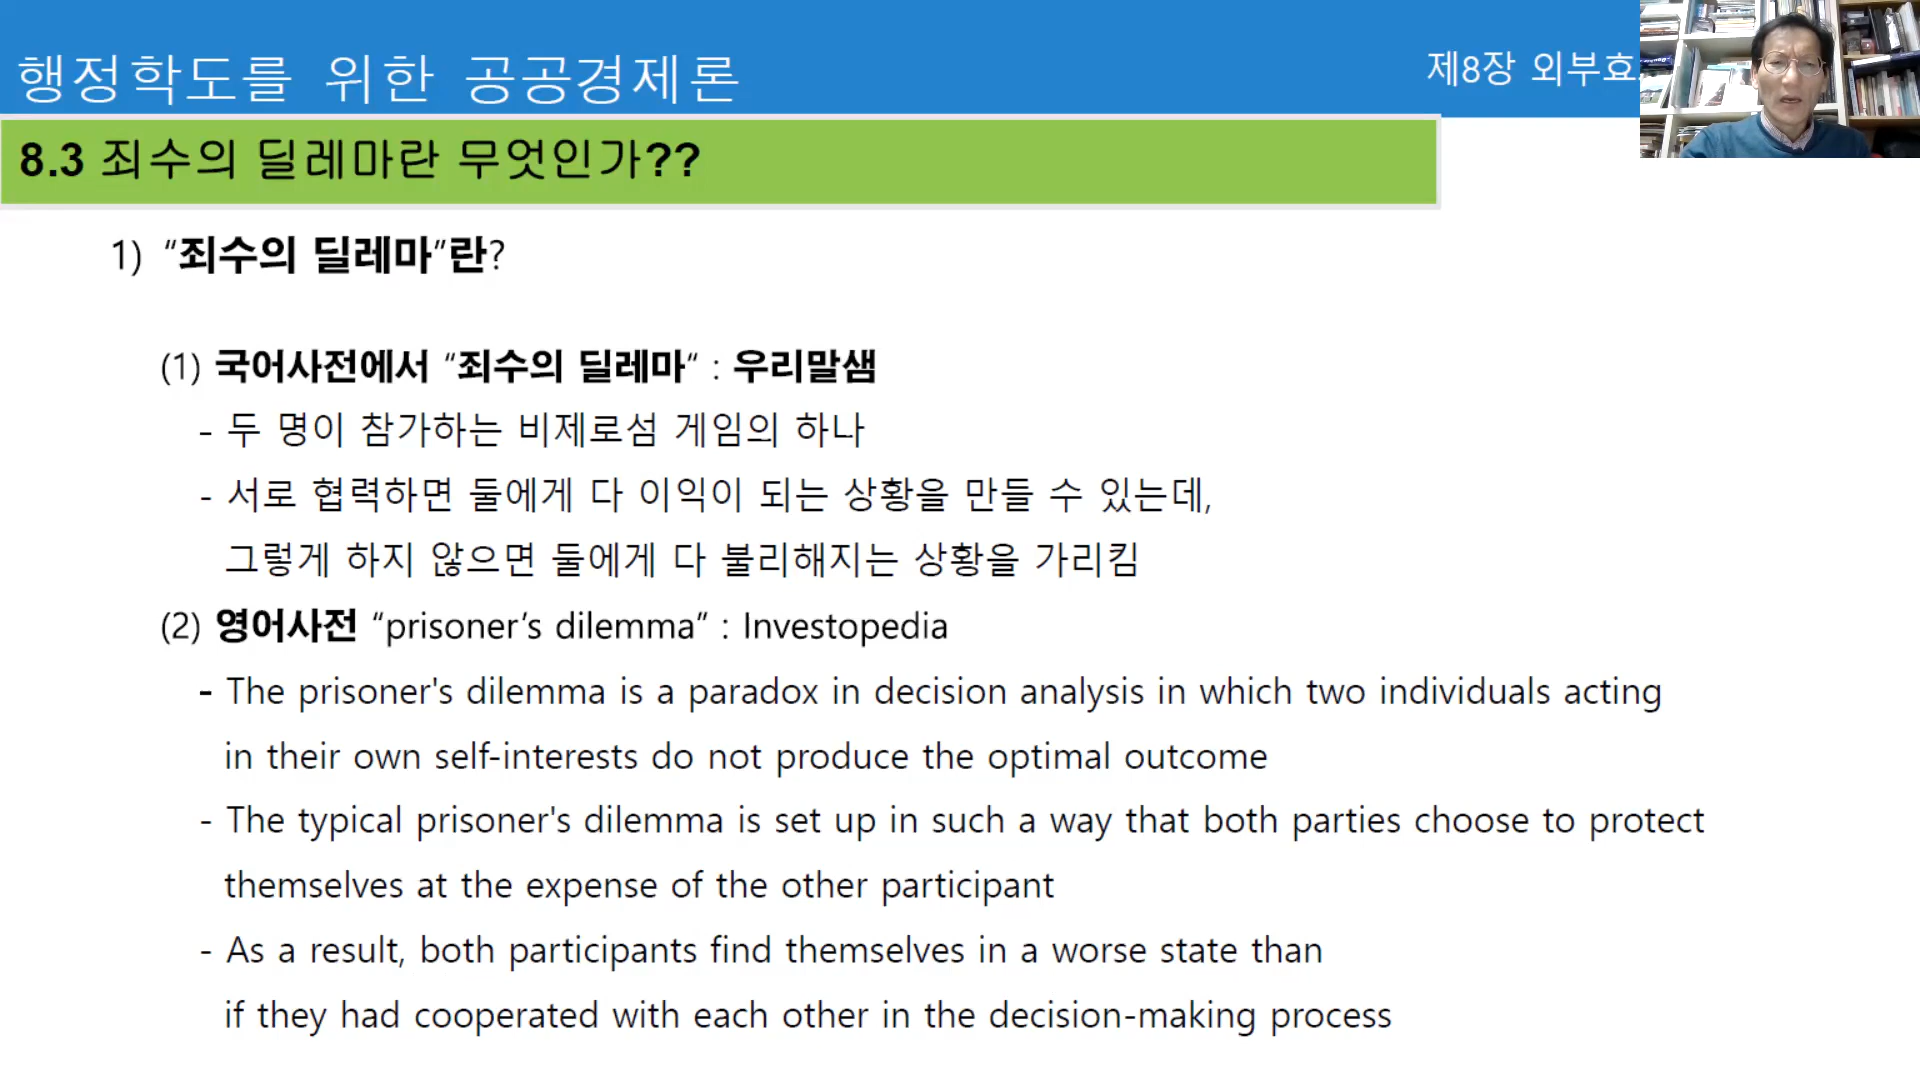 행정학도를 위한 공공경제론
제8장 외부효
8.3 죄수의 딜레마란 무엇인가??
1) “죄수의 딜레마”란?
(1) 국어사전에서 “죄수의 딜레마“ : 우리말샘
- 두 명이 참가하는 비제로섬 게임의 하나
- 서로 협력하면 둘에게 다 이익이 되는 상황을 만들 수 있는데,
그렇게 하지 않으면 둘에게 다 불리해지는 상황을 가리킴
(2) 영어사전 “prisoner’s dilemma” : Investopedia
- The prisoner's dilemma is a paradox in decision analysis in which two individuals acting
in their own self-interests do not produce the optimal outcome
- The typical prisoner's dilemma is set up in such a way that both parties choose to protect
themselves at the expense of the other participant
- As a result, both participants find themselves in a worse state than
if they had cooperated with each other in the decision-making process